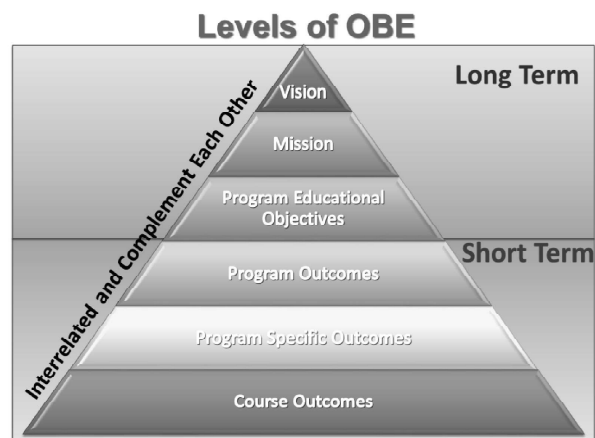 Levels of OBE
Long Term
Vision
Mission
Program Educational
Objectives
Interrelated and Complement Each Other
Short Term
Program Outcomes
Program Specific Outcomes
Course Outcomes